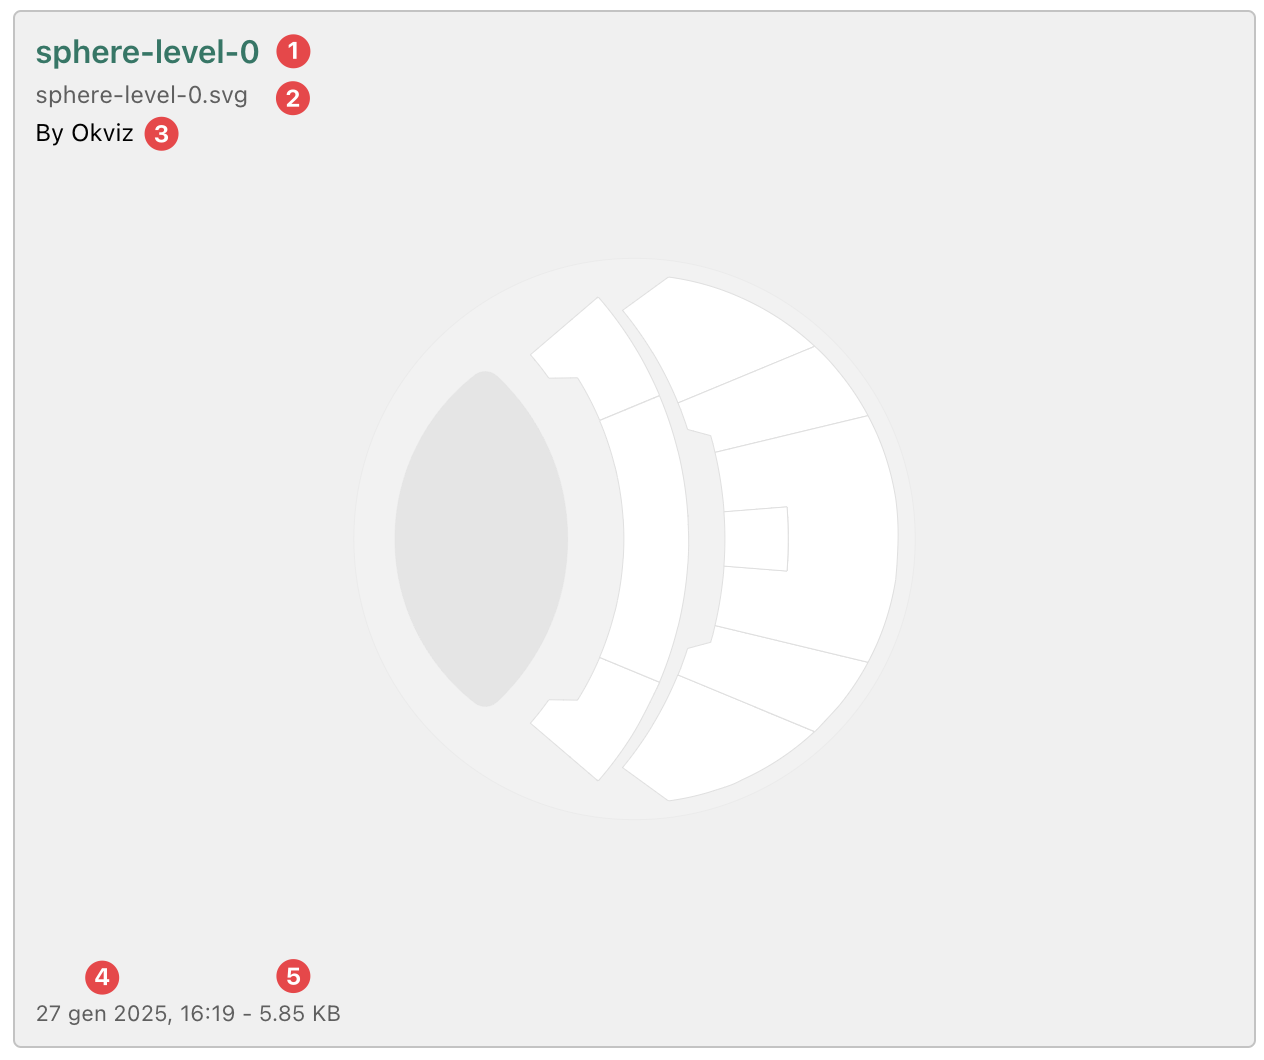 sphere-level-0 1
sphere-level-0.svg 2
By Okviz 3
4 5
27 gen 2025, 16:19 - 5.85 KB